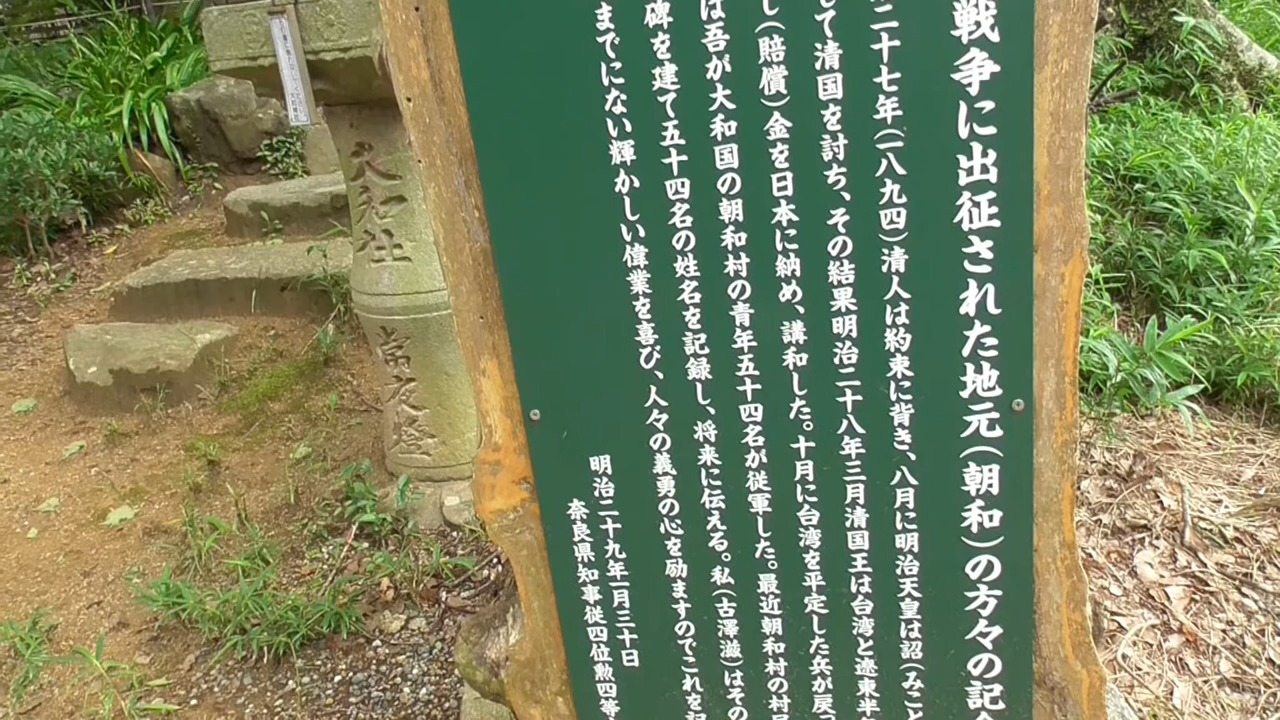 戦争に出征された地元(朝和)の方々の記念
二十七年(一八九四)清人は約束に背き、八月に明治天皇は詔(みこと
して清国を討ち、その結果明治二十八年三月清国王は台湾と遼東半
し(賠償)金を日本に納め、講和した。十月に台湾を平定した兵が戻っ
は吾が大和国の朝和村の青年五十四名が従軍した。最近朝和村の村民
碑を建て五十四名の姓名を記録し、将来に伝える。私(古澤滋)はその
までにない輝かしい偉業を喜び、人々の義勇の心を励ますのでこれを記
明治二十九年一月三十日
奈良県知事従四位勲四等
大和社
常夜燈